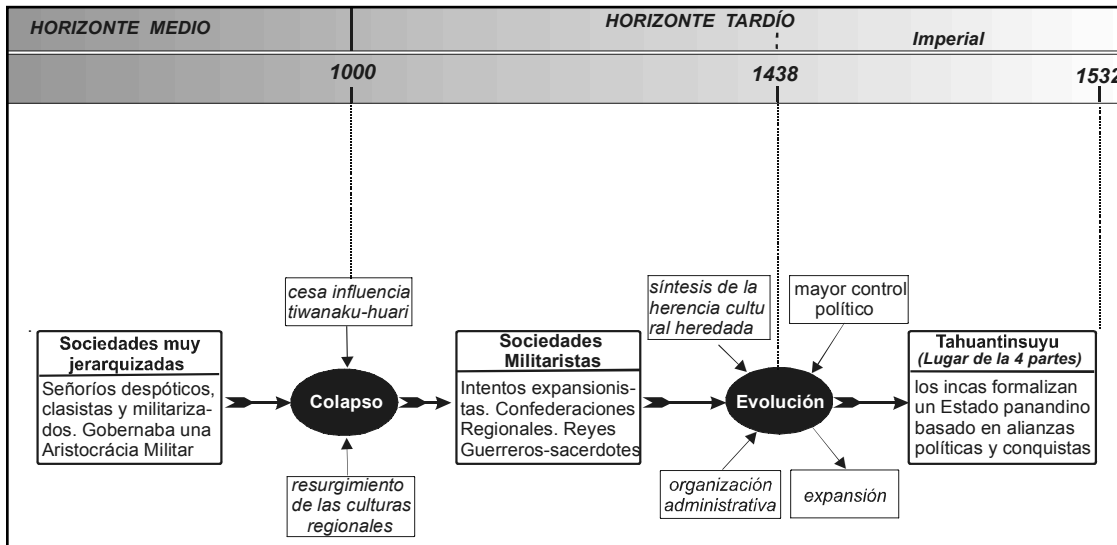 HORIZONTE MEDIO
HORIZONTE TARDÍO
Imperial
1000
1438
1532
cesa influencia
tiwanaku-huari
síntesis de la
herencia cultu
ral heredada
mayor control
político
Sociedades muy
jerarquizadas
Señoríos despóticos,
clasistas y militariza-
dos. Gobernaba una
Aristocrácia Militar
Colapso
Sociedades
Militaristas
Intentos expansionis-
tas. Confederaciones
Regionales. Reyes
Guerreros-sacerdotes
Evolución
Tahuantinsuyu
(Lugar de la 4 partes)
los incas formalizan
un Estado panandino
basado en alianzas
políticas y conquistas
resurgimiento
de las culturas
regionales
organización
administrativa
expansión